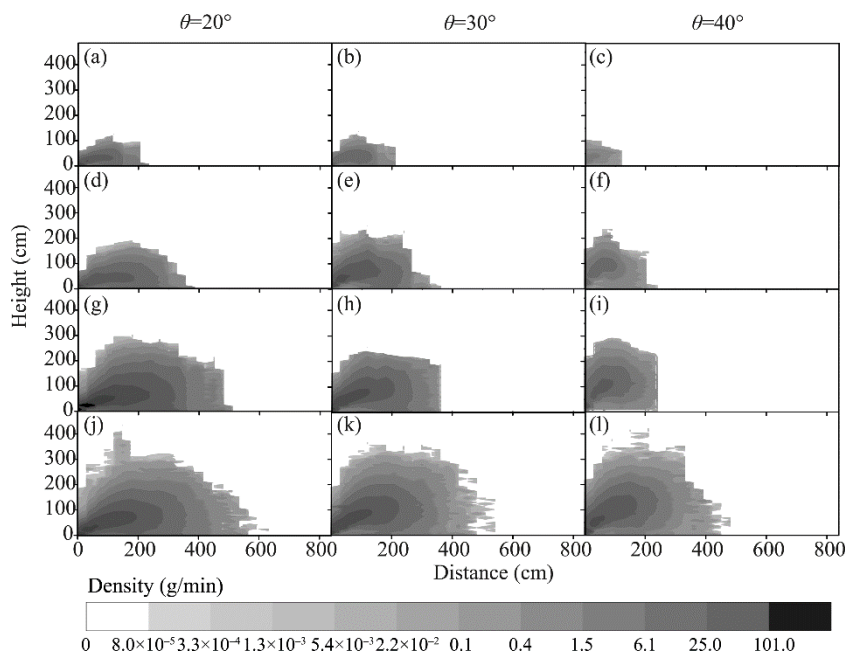 θ=20° θ=30° θ=40°
(a) (b) (c)
400
300
200
100
0
(d) (e) (f)
400
300
200
100
0
Height (cm)
(g) (h) (i)
400
300
200
100
0
(j) (k) (l)
400
300
200
100
0
0 200 400 600 800 200 400 600 800 200 400 600 800
Distance (cm)
Density (g/min)
0 8.0×10⁻⁵ 3.3×10⁻⁴ 1.3×10⁻³ 5.4×10⁻³ 2.2×10⁻² 0.1 0.4 1.5 6.1 25.0 101.0